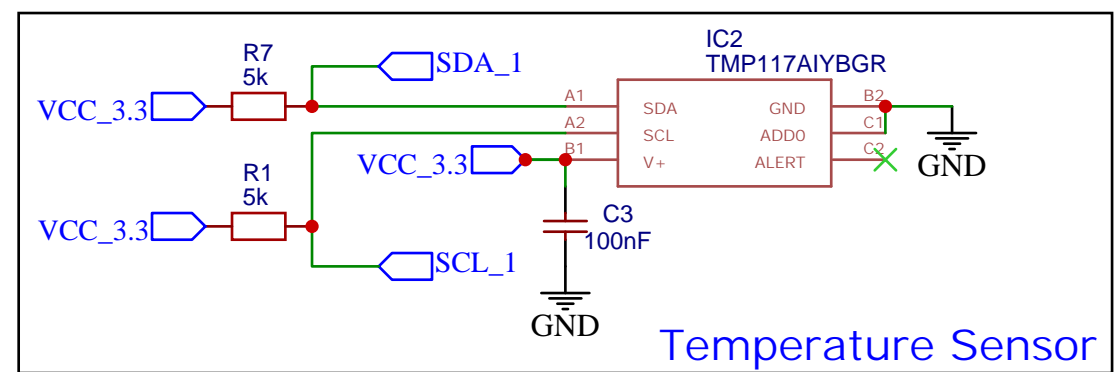 IC2
TMP117AIYBGR
R7
5k
SDA_1
VCC_3.3
A1
SDA
GND
B2
A2
SCL
ADD0
C1
VCC_3.3
B1
V+
ALERT
C2
GND
R1
5k
VCC_3.3
C3
100nF
SCL_1
GND
Temperature Sensor